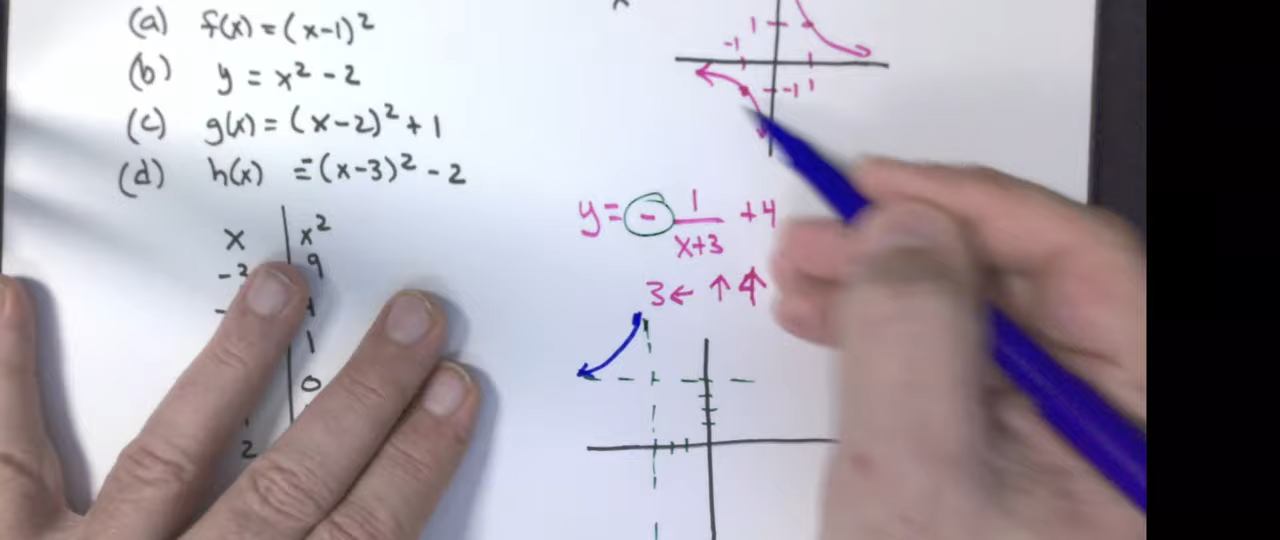 (a) f(x) = (x-1)²
(b) y = x² - 2
(c) g(x) = (x-2)² + 1
(d) h(x) = (x-3)² - 2
x | x²
9
1
0
2
1
-1
-1
1
y = - 1/(x+3) + 4
3← ↑4